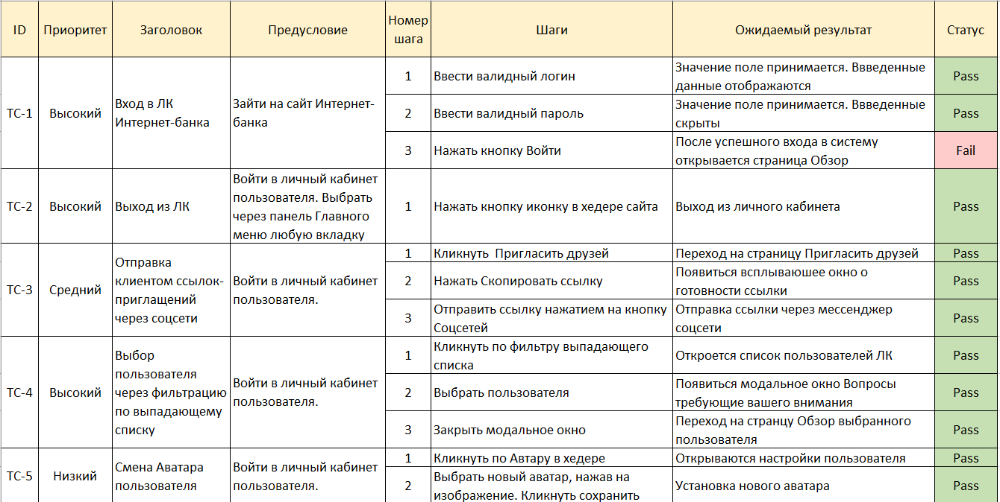 ID
Приоритет
Заголовок
Предусловие
Номер
шага
Шаги
Ожидаемый результат
Статус
TC-1
Высокий
Вход в ЛК
Интернет-банка
Зайти на сайт Интернет-
банка
1
Ввести валидный логин
Значение поле принимается. Ввведенные
данные отображаются
Pass
2
Ввести валидный пароль
Значение поле принимается. Ввведенные
скрыты
Pass
3
Нажать кнопку Войти
После успешного входа в систему
открывается страница Обзор
Fail
TC-2
Высокий
Выход из ЛК
Войти в личный кабинет
пользователя. Выбрать
через панель Главного
меню любую вкладку
1
Нажать кнопку иконку в хедере сайта
Выход из личного кабинета
Pass
TC-3
Средний
Отправка
клиентом ссылок-
приглащений
через соцсети
Войти в личный кабинет
пользователя.
1
Кликнуть  Пригласить друзей
Переход на страницу Пригласить друзей
Pass
2
Нажать Скопировать ссылку
Появиться всплываюшее окно о
готовности ссылки
Pass
3
Отправить ссылку нажатием на кнопку
Соцсетей
Отправка ссылки через мессенджер
соцсети
Pass
TC-4
Высокий
Выбор
пользователя
через фильтрацию
по выпадающему
списку
Войти в личный кабинет
пользователя.
1
Кликнуть по фильтру выпадающего
списка
Откроется список пользователей ЛК
Pass
2
Выбрать пользователя
Появиться модальное окно Вопросы
требующие вашего внимания
Pass
3
Закрыть модальное окно
Переход на странцу Обзор выбранного
пользователя
Pass
TC-5
Низкий
Смена Аватара
пользователя
Войти в личный кабинет
пользователя.
1
Кликнуть по Автару в хедере
Открываются настройки пользователя
Pass
2
Выбрать новый аватар, нажав на
изображение. Кликнуть сохранить
Установка нового аватара
Pass